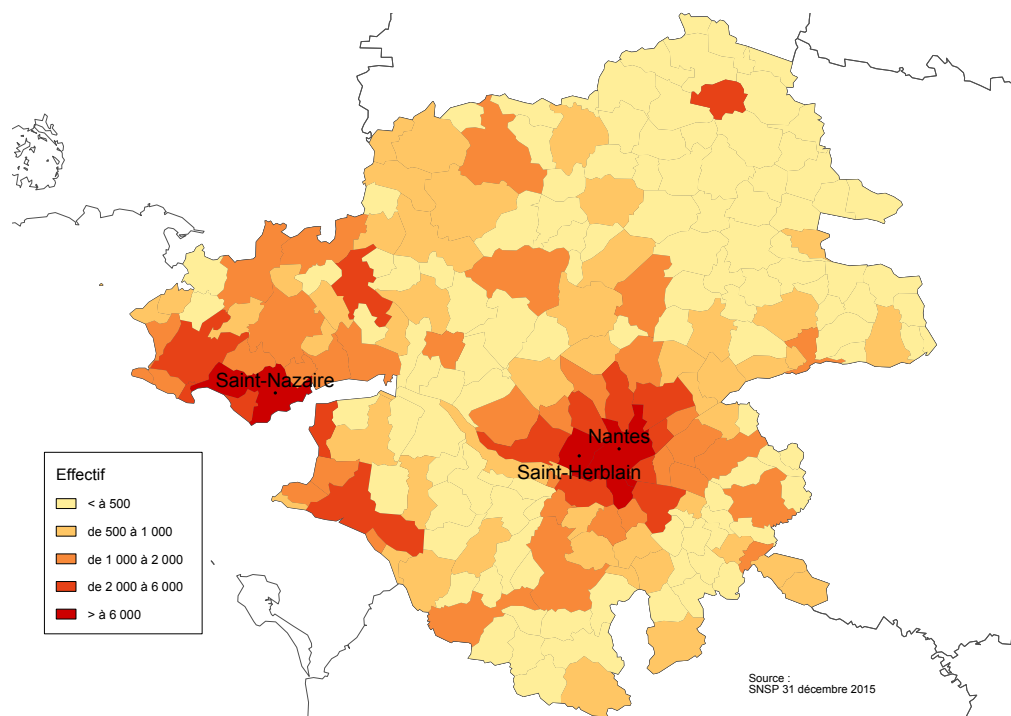 Saint-Nazaire
Nantes
Saint-Herblain
Effectif
< à 500
de 500 à 1 000
de 1 000 à 2 000
de 2 000 à 6 000
> à 6 000
Source :
SNSP 31 décembre 2015